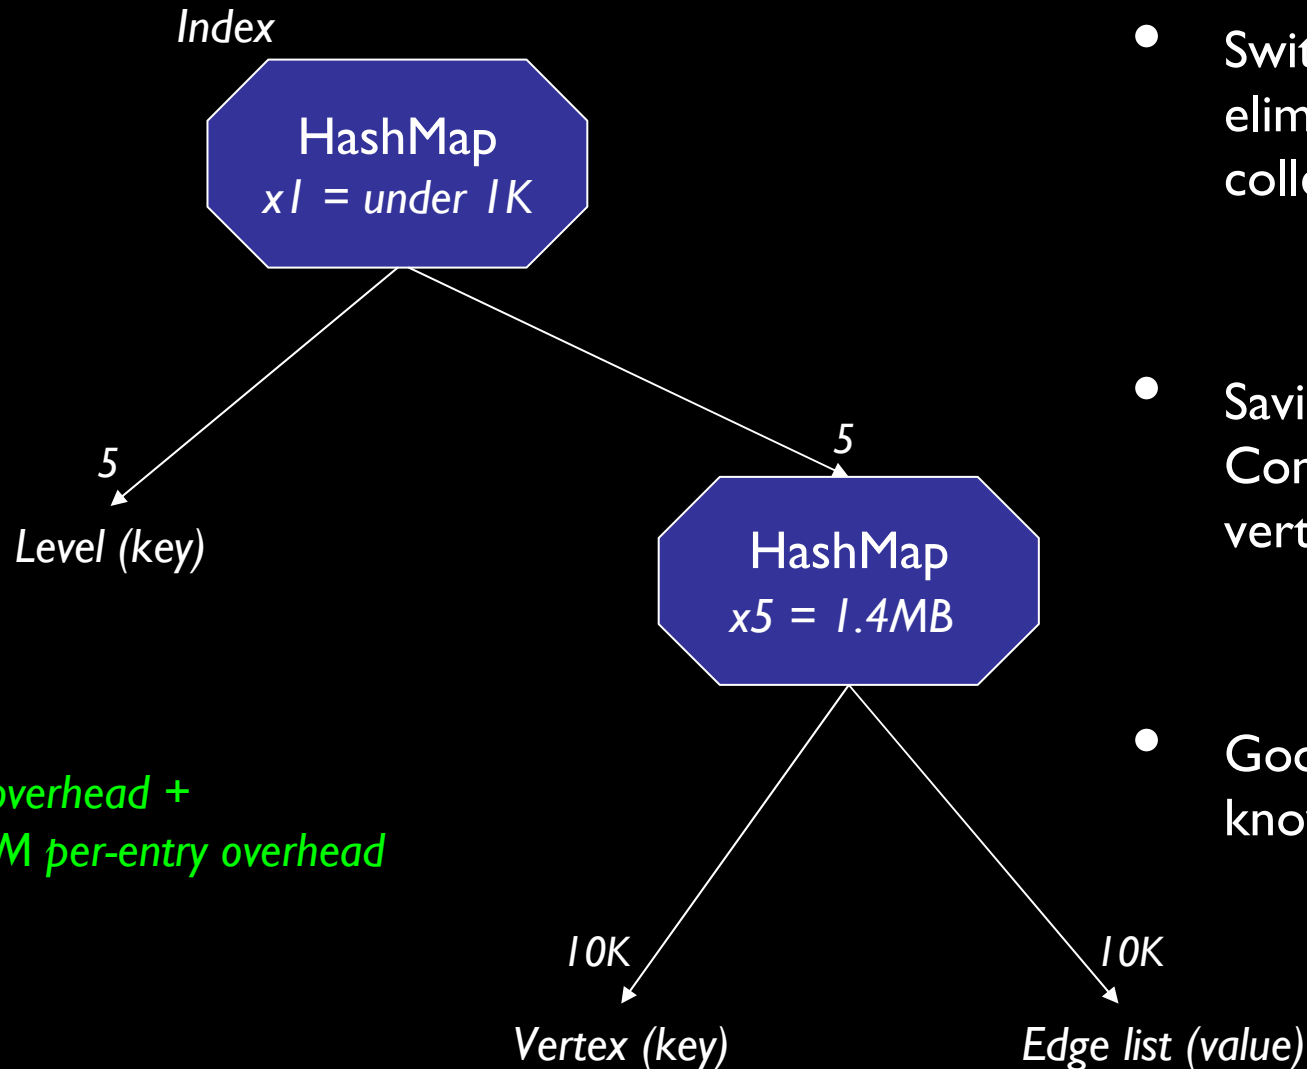 Index
HashMap
x1 = under 1K
5
5
Level (key)
HashMap
x5 = 1.4MB
overhead +
M per-entry overhead
10K
10K
Vertex (key)
Edge list (value)